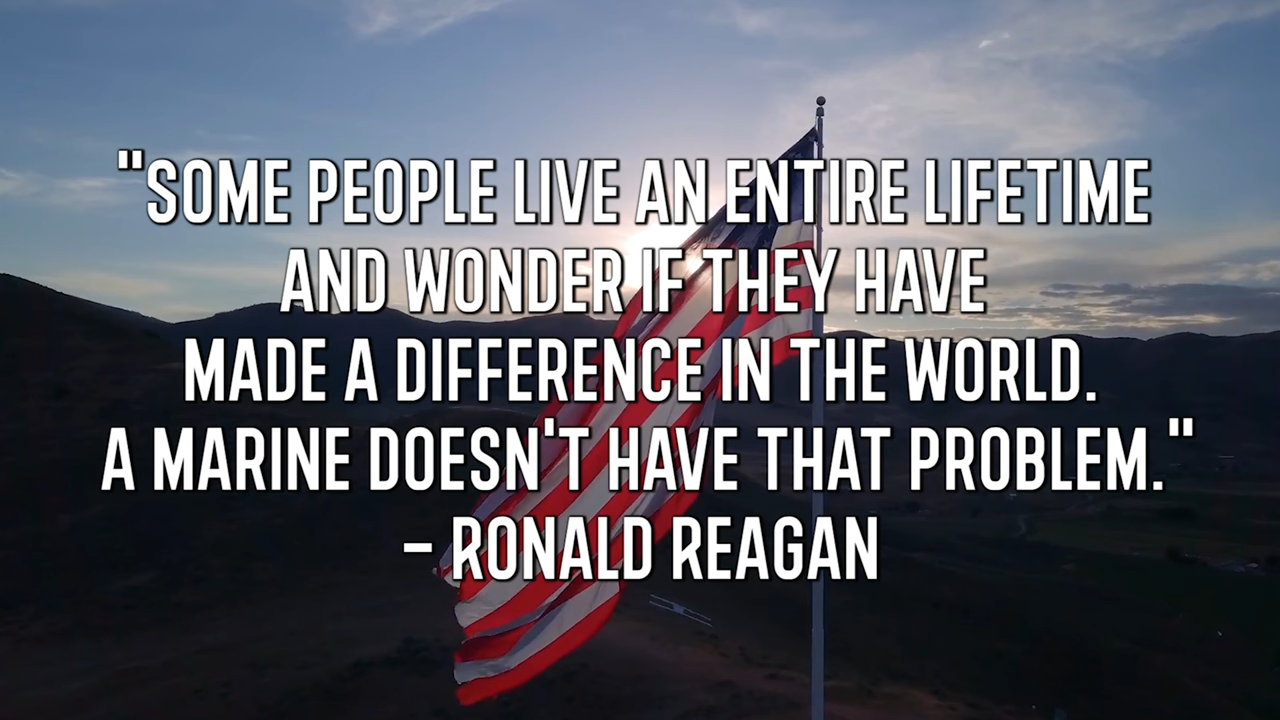 "SOME PEOPLE LIVE AN ENTIRE LIFETIME
AND WONDER IF THEY HAVE
MADE A DIFFERENCE IN THE WORLD.
A MARINE DOESN'T HAVE THAT PROBLEM."
- RONALD REAGAN